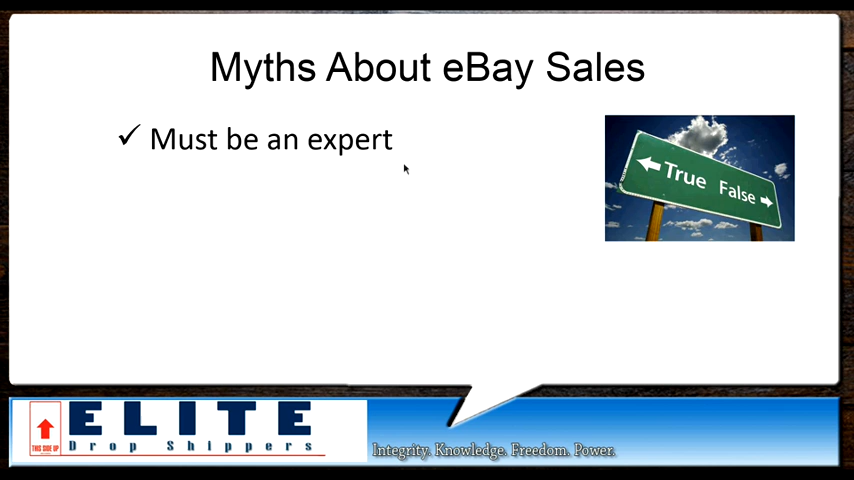 Myths About eBay Sales
✓ Must be an expert
True False
ELITE
Drop Shippers
THIS SIDE UP
Integrity. Knowledge. Freedom. Power.